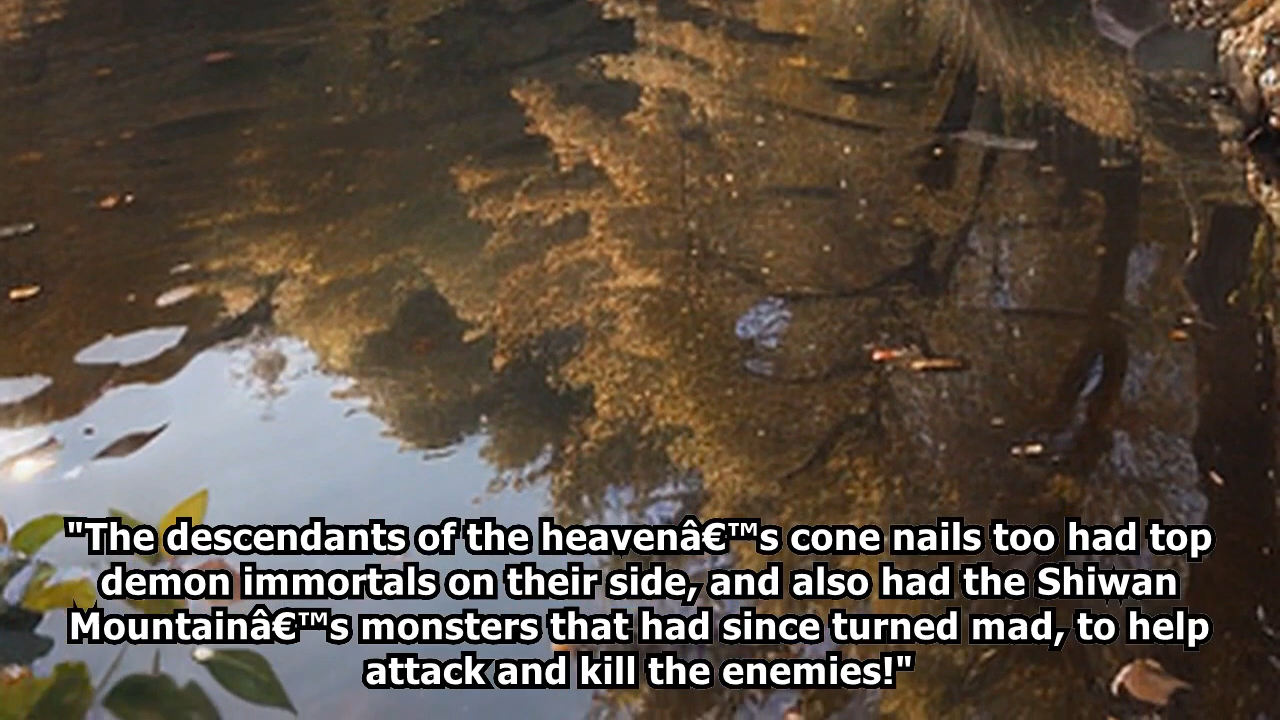 "The descendants of the heavenâ€™s cone nails too had top
demon immortals on their side, and also had the Shiwan
Mountainâ€™s monsters that had since turned mad, to help
attack and kill the enemies!"